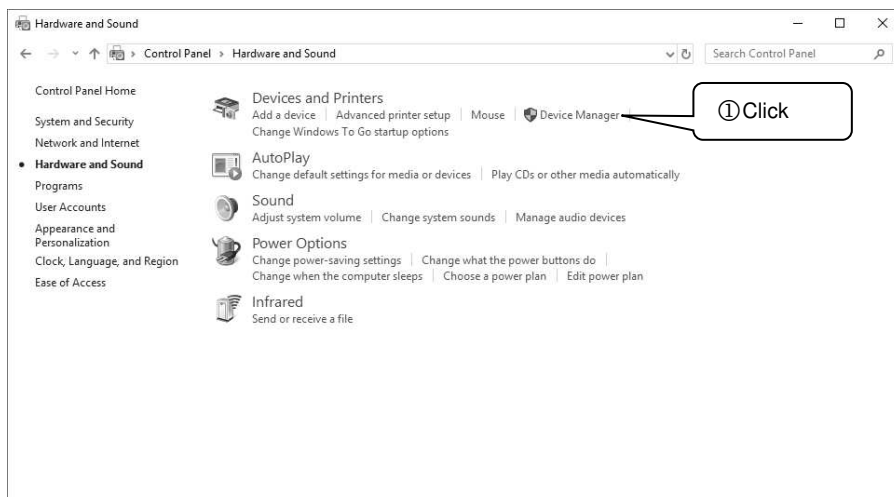 Hardware and Sound
Control Panel > Hardware and Sound
Search Control Panel
Control Panel Home
System and Security
Network and Internet
Hardware and Sound
Programs
User Accounts
Appearance and
Personalization
Clock, Language, and Region
Ease of Access
Devices and Printers
Add a device | Advanced printer setup | Mouse | Device Manager |
Change Windows To Go startup options
①Click
AutoPlay
Change default settings for media or devices | Play CDs or other media automatically
Sound
Adjust system volume | Change system sounds | Manage audio devices
Power Options
Change power-saving settings | Change what the power buttons do |
Change when the computer sleeps | Choose a power plan | Edit power plan
Infrared
Send or receive a file